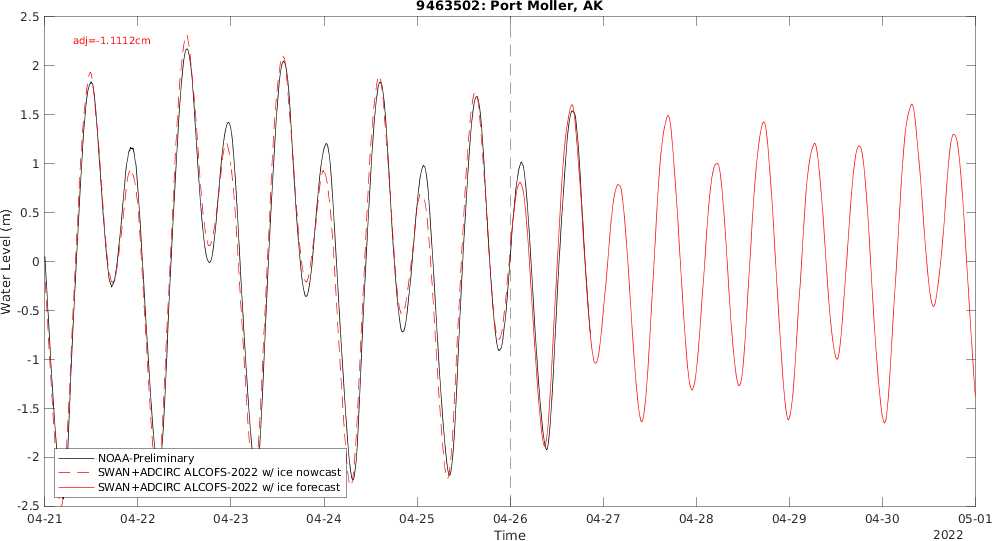 9463502: Port Moller, AK
adj=-1.1112cm
2.5
2
1.5
1
0.5
0
-0.5
-1
-1.5
-2
-2.5
Water Level (m)
NOAA-Preliminary
SWAN+ADCIRC ALCOFS-2022 w/ ice nowcast
SWAN+ADCIRC ALCOFS-2022 w/ ice forecast
04-21 04-22 04-23 04-24 04-25 04-26 04-27 04-28 04-29 04-30 05-01
Time
2022